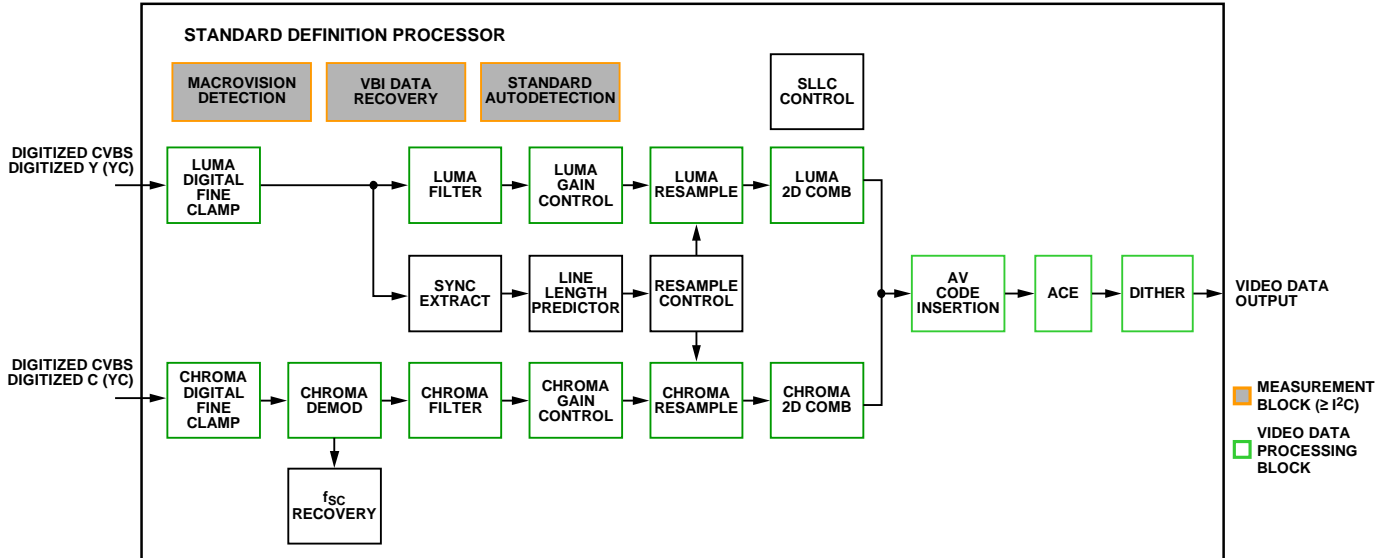 STANDARD DEFINITION PROCESSOR
MACROVISION
DETECTION
VBI DATA
RECOVERY
STANDARD
AUTODETECTION
SLLC
CONTROL
DIGITIZED CVBS
DIGITIZED Y (YC)
LUMA
DIGITAL
FINE
CLAMP
LUMA
FILTER
LUMA
GAIN
CONTROL
LUMA
RESAMPLE
LUMA
2D COMB
SYNC
EXTRACT
LINE
LENGTH
PREDICTOR
RESAMPLE
CONTROL
AV
CODE
INSERTION
ACE
DITHER
VIDEO DATA
OUTPUT
DIGITIZED CVBS
DIGITIZED C (YC)
CHROMA
DIGITAL
FINE
CLAMP
CHROMA
DEMOD
CHROMA
FILTER
CHROMA
GAIN
CONTROL
CHROMA
RESAMPLE
CHROMA
2D COMB
fSC
RECOVERY
MEASUREMENT
BLOCK (≥ I²C)
VIDEO DATA
PROCESSING
BLOCK